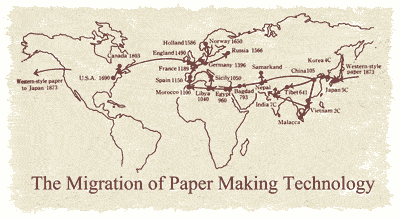 Holland 1586
Norway 1650
Canada 1803
England 1490
Russia 1566
Korea 4C
France 1189
Germany 1396
Samarkand
Western-style paper
to Japan 1873
U.S.A. 1690
Spain 1150
Sicily 1050
China 105
Western-style
paper 1873
Morocco 1100
Libya
1040
Egypt
960
Bagdad
793
Nepal
Tibet 641
Japan 5C
India 7C
Vietnam 2C
Malacca
The Migration of Paper Making Technology